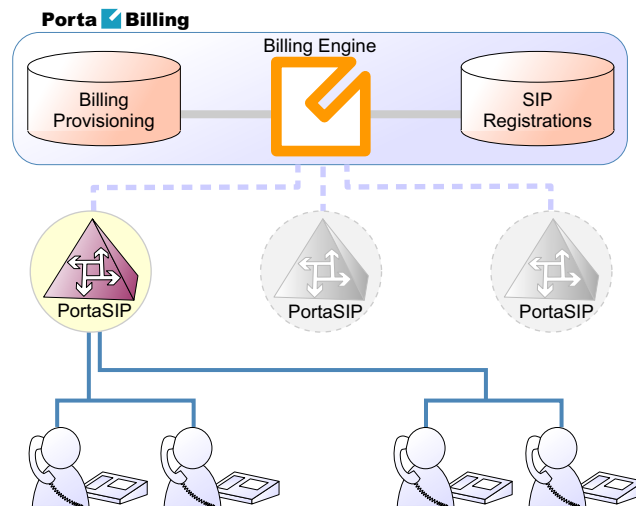 Porta Billing
Billing Engine
Billing
Provisioning
SIP
Registrations
PortaSIP
PortaSIP
PortaSIP